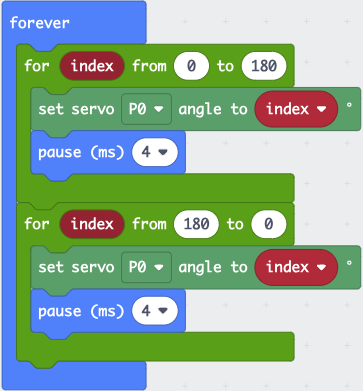 forever
for index from 0 to 180
set servo P0 angle to index °
pause (ms) 4
for index from 180 to 0
set servo P0 angle to index °
pause (ms) 4